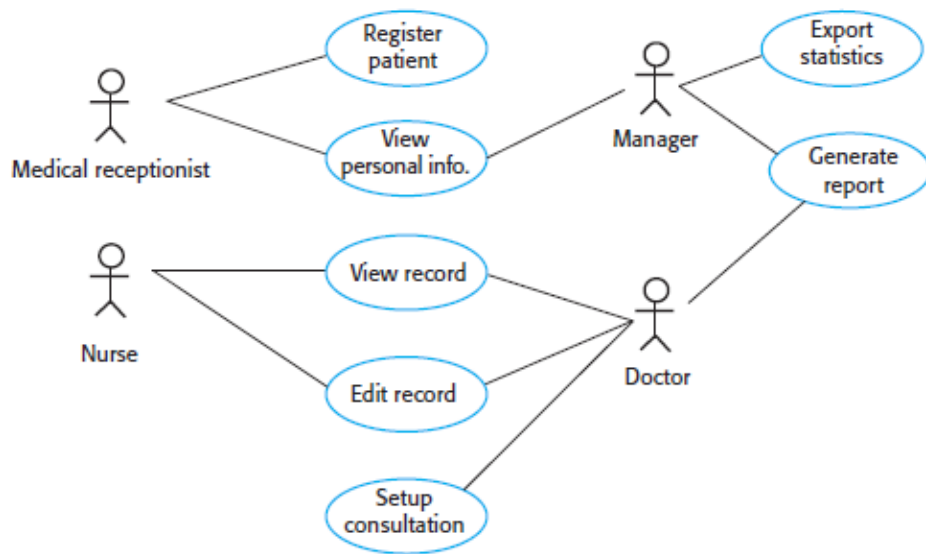 Register
patient
Export
statistics
Medical receptionist
View
personal info.
Manager
Generate
report
Nurse
View record
Edit record
Doctor
Setup
consultation